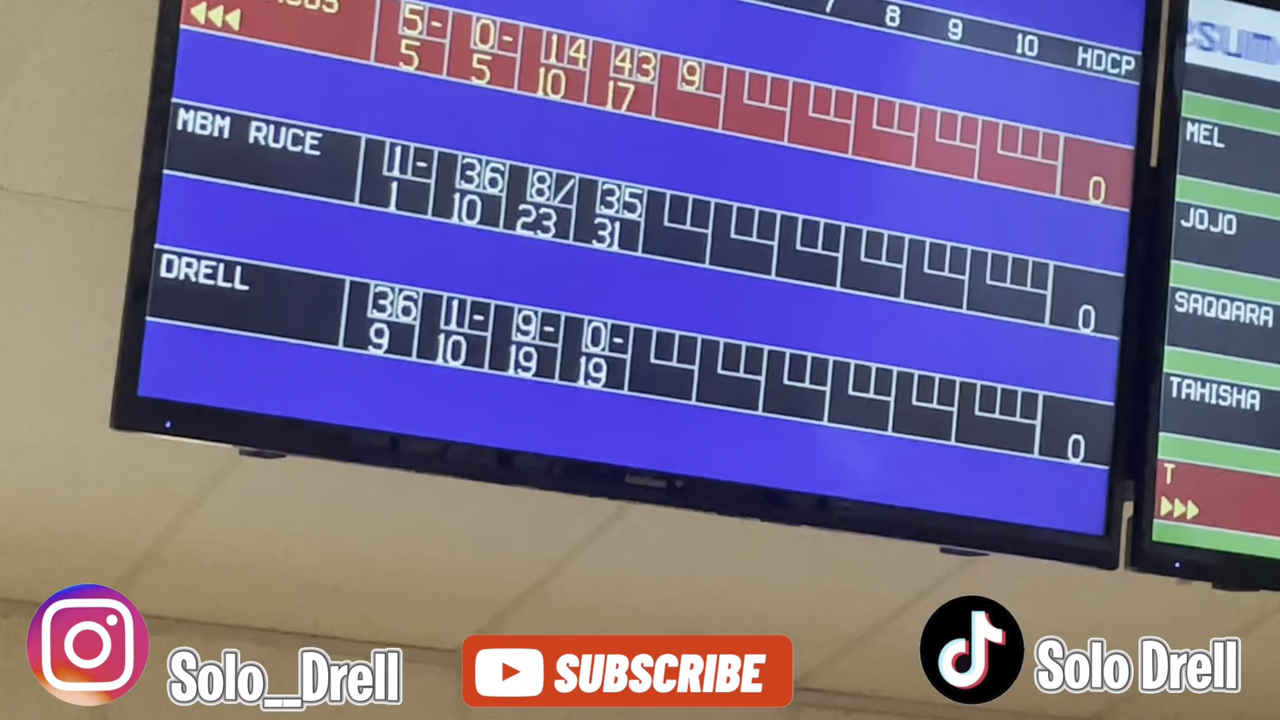 7 8 9 10 HDCP
5- 0- 14 43 9
5 5 10 17 0
MBM RUCE 1- 36 8/ 35
1 10 23 31 0
DRELL 36 1- 9- 0-
9 10 19 19 0
MEL
JOJO
SAQQARA
TAHISHA
T
Solo__Drell
SUBSCRIBE
Solo Drell